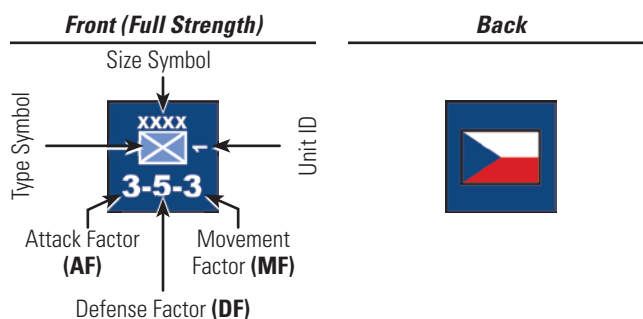 Front (Full Strength)
Back
Size Symbol
Type Symbol
XXXX
1
Unit ID
3-5-3
Attack Factor
(AF)
Movement
Factor (MF)
Defense Factor (DF)